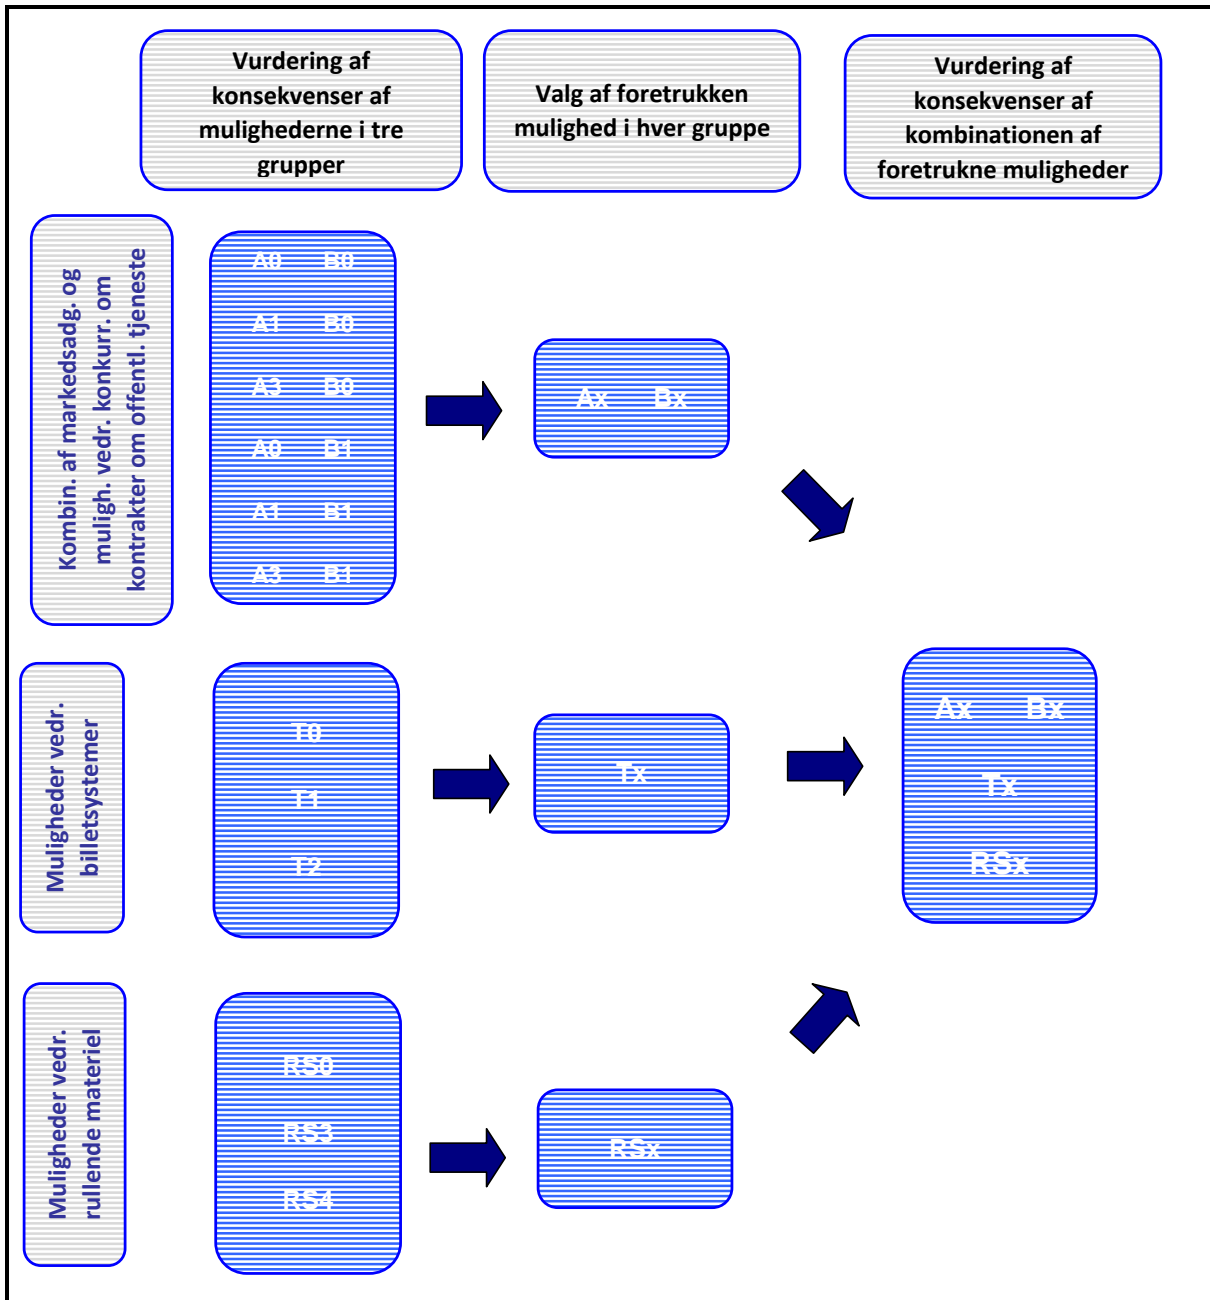 Vurdering af
konsekvenser af
mulighederne i tre
grupper
Valg af foretrukken
mulighed i hver gruppe
Vurdering af
konsekvenser af
kombinationen af
foretrukne muligheder
Kombin. af markedsadg. og
muligh. vedr. konkurr. om
kontrakter om offentl. tjeneste
A0 B0
A1 B0
A3 B0
A0 B1
A1 B1
A3 B1
Ax Bx
Muligheder vedr.
billetsystemer
T0
T1
T2
Tx
Ax Bx
Tx
RSx
Muligheder vedr.
rullende materiel
RS0
RS3
RS4
RSx